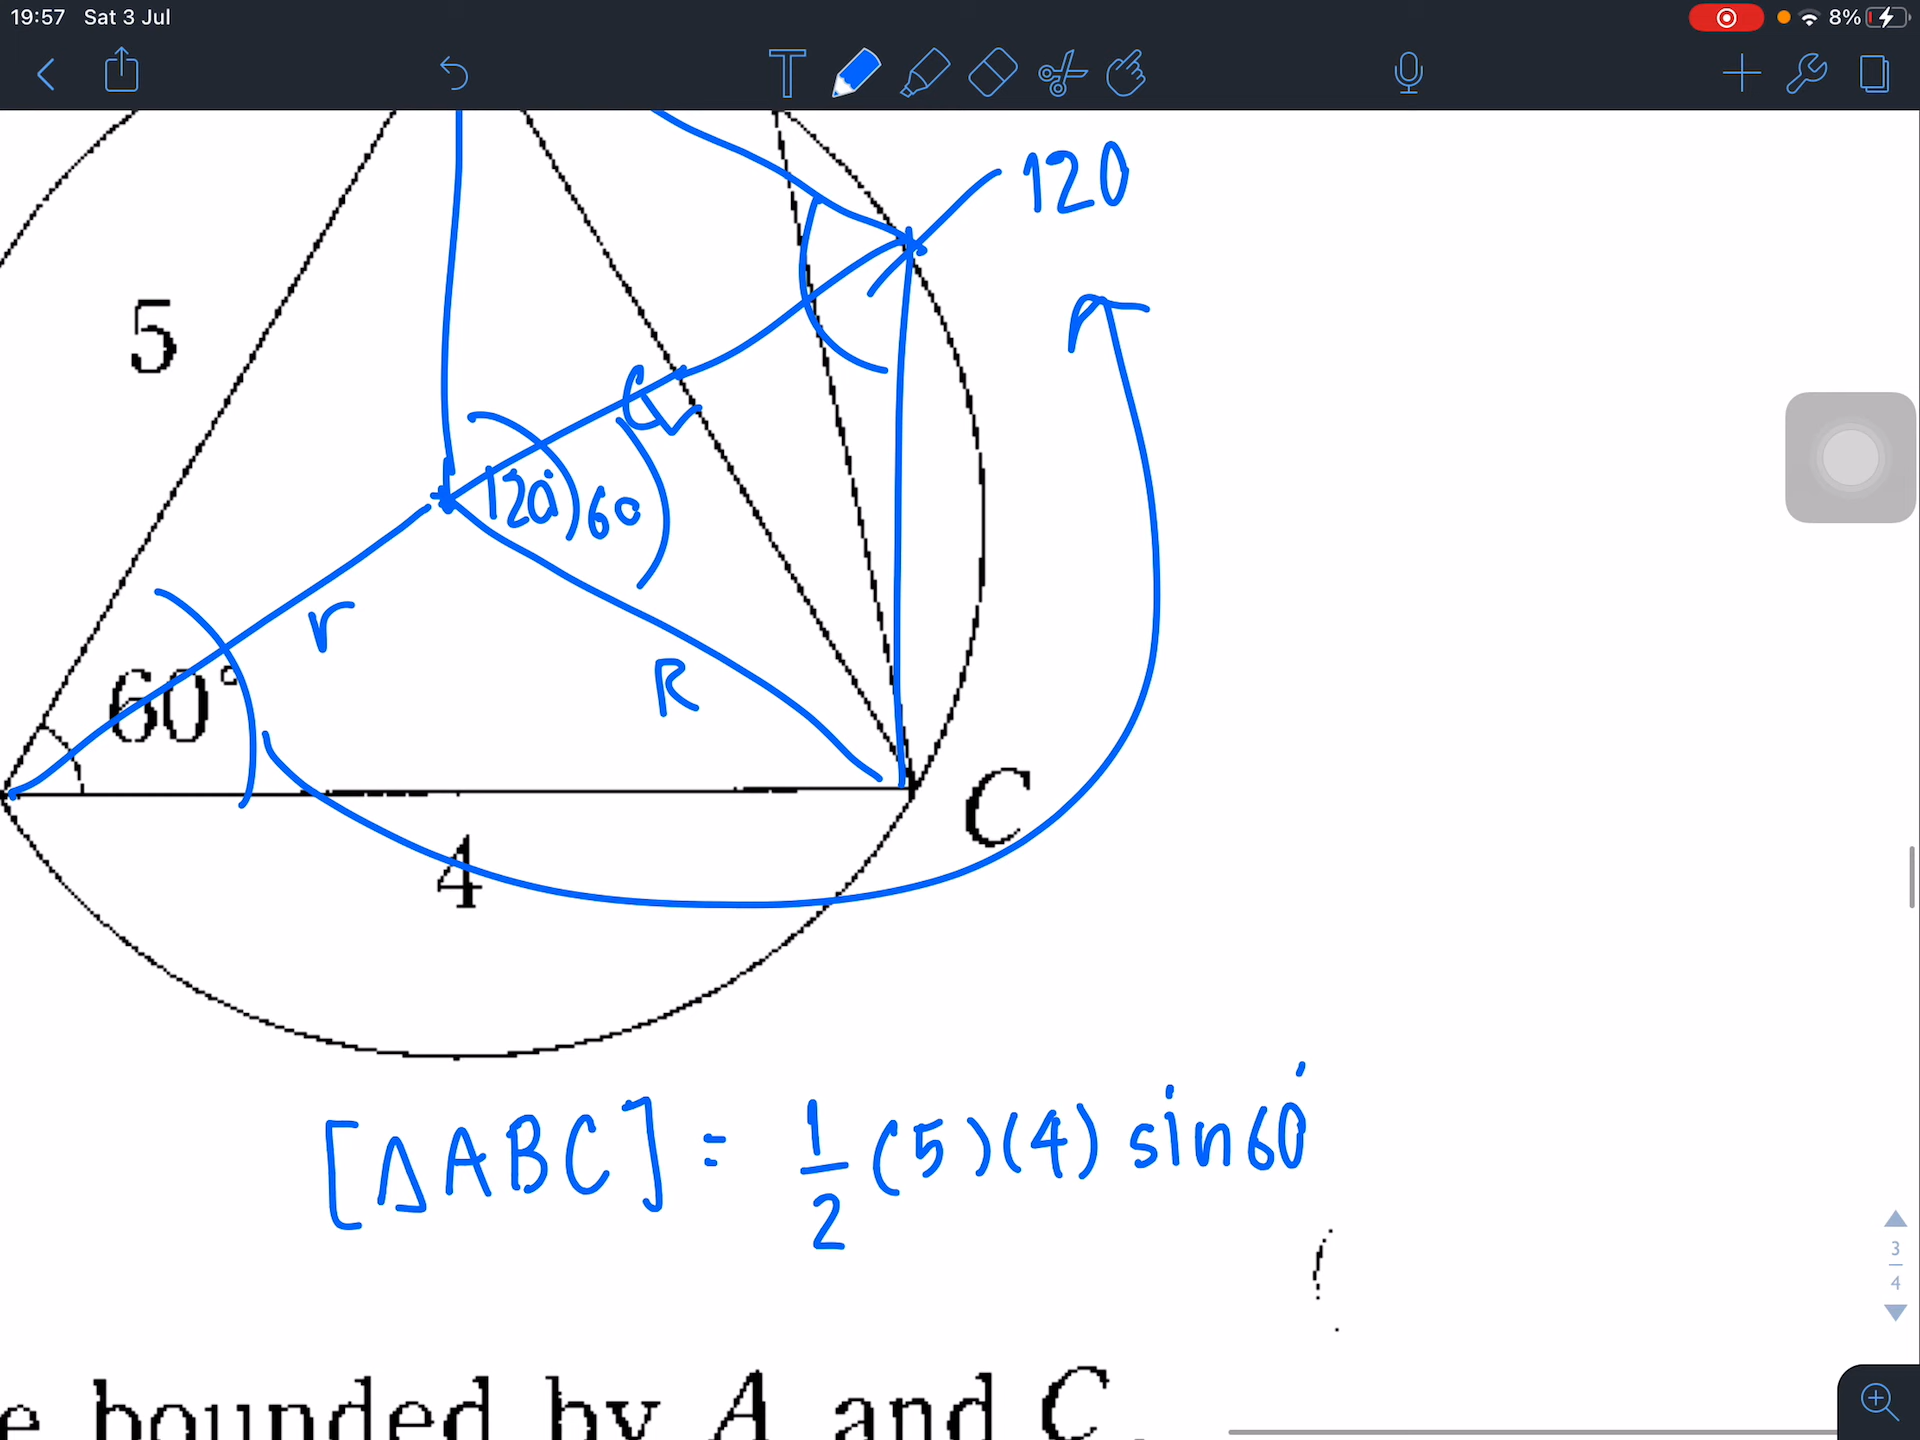 19:57 Sat 3 Jul 8%
T
120
5
120° 60
r
R
60°
C
4
[△ABC] = 1/2 (5)(4) sin60°
3
4
e bounded by A and C.